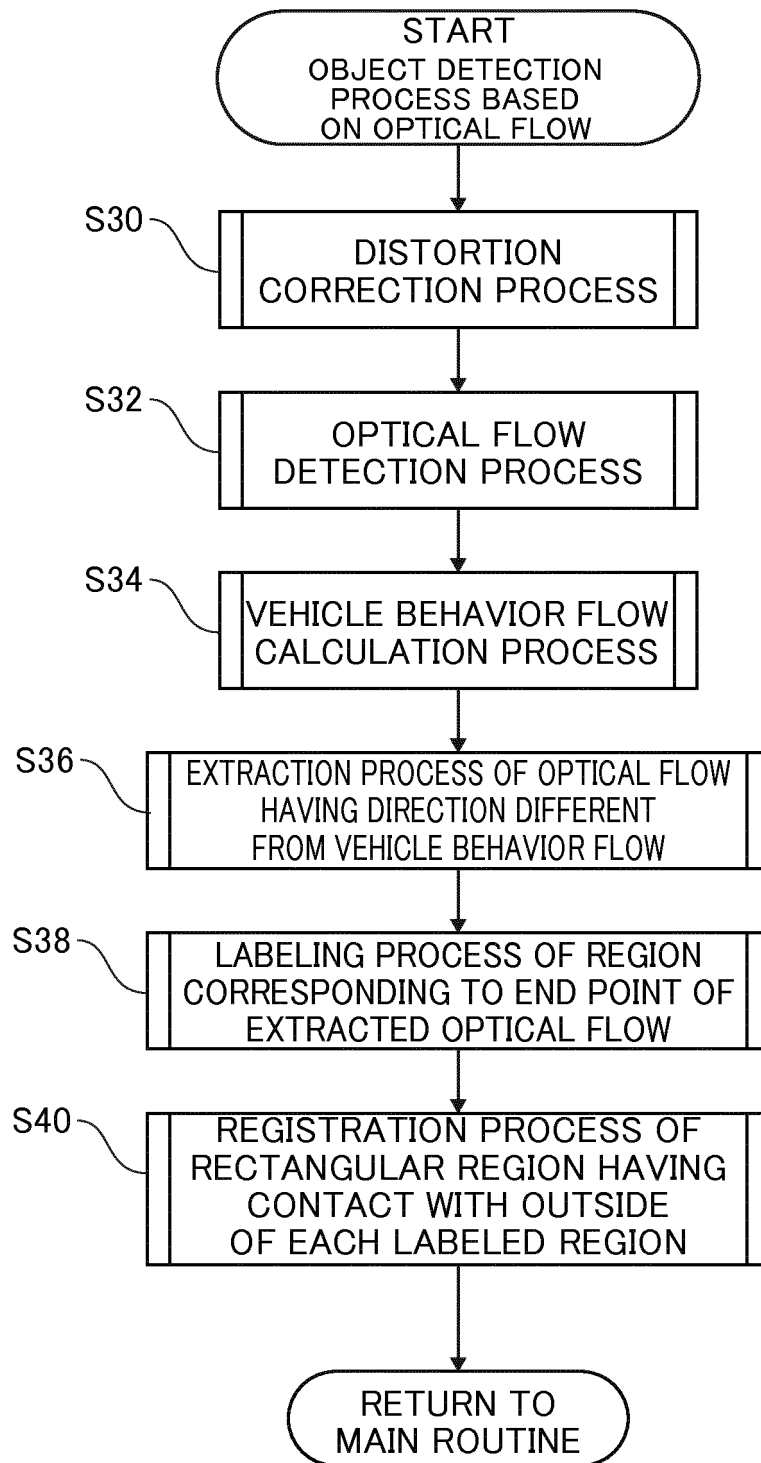 START
OBJECT DETECTION
PROCESS BASED
ON OPTICAL FLOW
S30
DISTORTION
CORRECTION PROCESS
S32
OPTICAL FLOW
DETECTION PROCESS
S34
VEHICLE BEHAVIOR FLOW
CALCULATION PROCESS
S36
EXTRACTION PROCESS OF OPTICAL FLOW
HAVING DIRECTION DIFFERENT
FROM VEHICLE BEHAVIOR FLOW
S38
LABELING PROCESS OF REGION
CORRESPONDING TO END POINT OF
EXTRACTED OPTICAL FLOW
S40
REGISTRATION PROCESS OF
RECTANGULAR REGION HAVING
CONTACT WITH OUTSIDE
OF EACH LABELED REGION
RETURN TO
MAIN ROUTINE